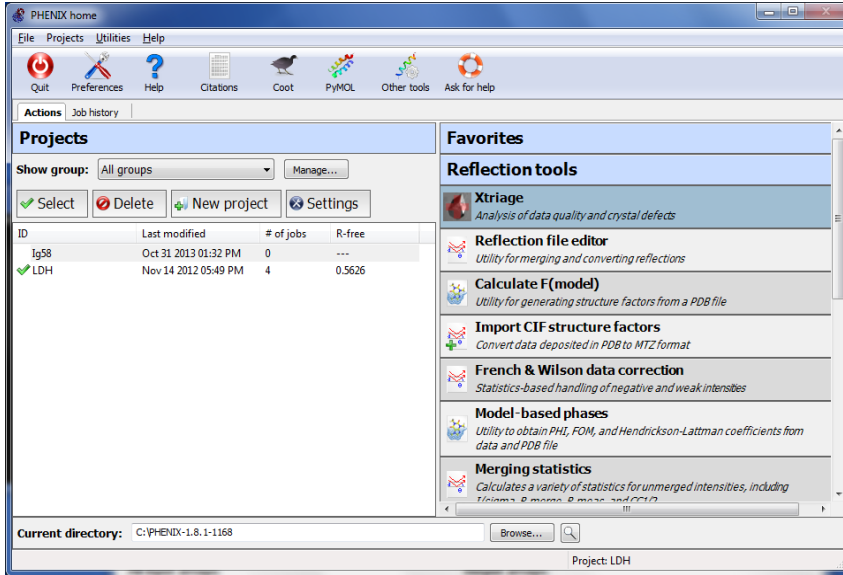 PHENIX home
File Projects Utilities Help
Quit Preferences Help Citations Coot PyMOL Other tools Ask for help
Actions Job history
Projects
Show group: All groups Manage...
Select Delete New project Settings
ID Last modified # of jobs R-free
Ig58 Oct 31 2013 01:32 PM 0 ---
LDH Nov 14 2012 05:49 PM 4 0.5626
Favorites
Reflection tools
Xtriage
Analysis of data quality and crystal defects
Reflection file editor
Utility for merging and converting reflections
Calculate F(model)
Utility for generating structure factors from a PDB file
Import CIF structure factors
Convert data deposited in PDB to MTZ format
French & Wilson data correction
Statistics-based handling of negative and weak intensities
Model-based phases
Utility to obtain PHI, FOM, and Hendrickson-Lattman coefficients from
data and PDB file
Merging statistics
Calculates a variety of statistics for unmerged intensities, including
I/sigma, R-merge, R-meas, and CC1/2
Current directory: C:\PHENIX-1.8.1-1168 Browse...
Project: LDH